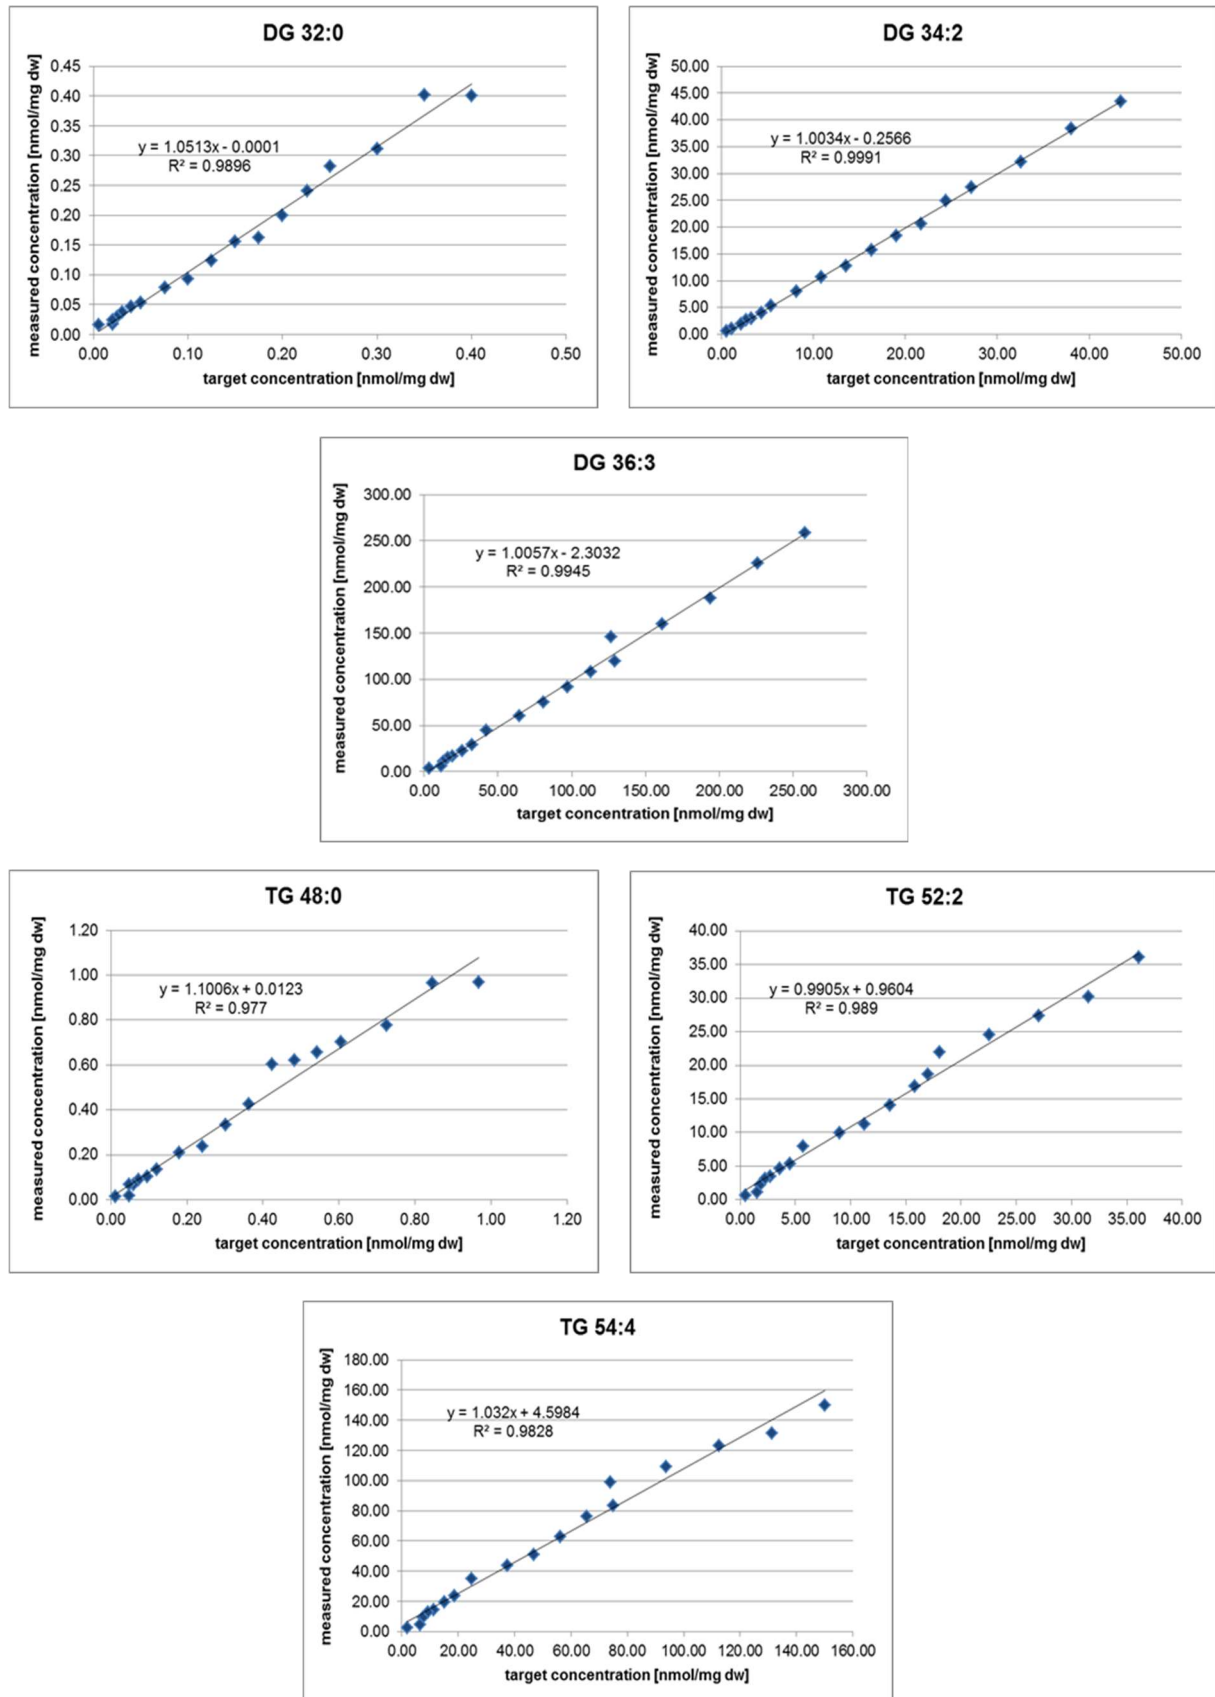 DG 32:0
measured concentration [nmol/mg dw]
0.45
0.40
0.35
0.30
0.25
0.20
0.15
0.10
0.05
0.00
y = 1.0513x - 0.0001
R² = 0.9896
0.00 0.10 0.20 0.30 0.40 0.50
target concentration [nmol/mg dw]
DG 34:2
measured concentration [nmol/mg dw]
50.00
45.00
40.00
35.00
30.00
25.00
20.00
15.00
10.00
5.00
0.00
y = 1.0034x - 0.2566
R² = 0.9991
0.00 10.00 20.00 30.00 40.00 50.00
target concentration [nmol/mg dw]
DG 36:3
measured concentration [nmol/mg dw]
300.00
250.00
200.00
150.00
100.00
50.00
0.00
y = 1.0057x - 2.3032
R² = 0.9945
0.00 50.00 100.00 150.00 200.00 250.00 300.00
target concentration [nmol/mg dw]
TG 48:0
measured concentration [nmol/mg dw]
1.20
1.00
0.80
0.60
0.40
0.20
0.00
y = 1.1006x + 0.0123
R² = 0.977
0.00 0.20 0.40 0.60 0.80 1.00 1.20
target concentration [nmol/mg dw]
TG 52:2
measured concentration [nmol/mg dw]
40.00
35.00
30.00
25.00
20.00
15.00
10.00
5.00
0.00
y = 0.9905x + 0.9604
R² = 0.989
0.00 5.00 10.00 15.00 20.00 25.00 30.00 35.00 40.00
target concentration [nmol/mg dw]
TG 54:4
measured concentration [nmol/mg dw]
180.00
160.00
140.00
120.00
100.00
80.00
60.00
40.00
20.00
0.00
y = 1.032x + 4.5984
R² = 0.9828
0.00 20.00 40.00 60.00 80.00 100.00 120.00 140.00 160.00
target concentration [nmol/mg dw]